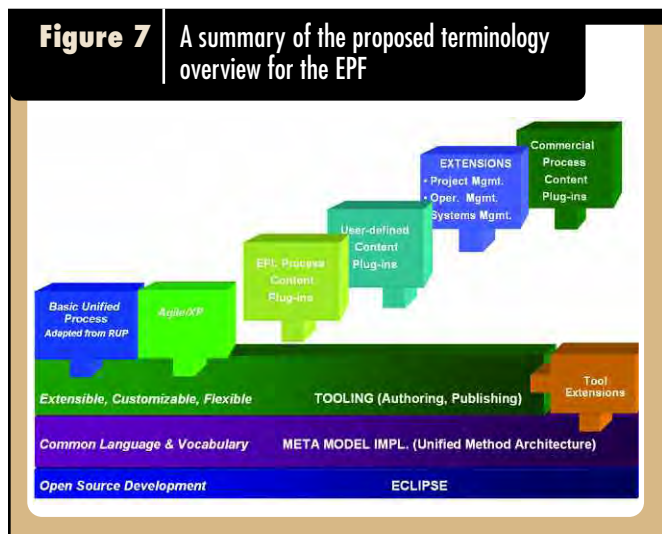 Figure 7
A summary of the proposed terminology
overview for the EPF
Commercial
Process
Content
Plug-ins
EXTENSIONS
• Project Mgmt.
• Oper. Mgmt.
• Systems Mgmt.
User-defined
Content
Plug-ins
EPF: Process
Content
Plug-ins
Basic Unified
Process
Adapted from RUP
Agile/XP
Tool
Extensions
Extensible, Customizable, Flexible TOOLING (Authoring, Publishing)
Common Language & Vocabulary META MODEL IMPL. (Unified Method Architecture)
Open Source Development ECLIPSE